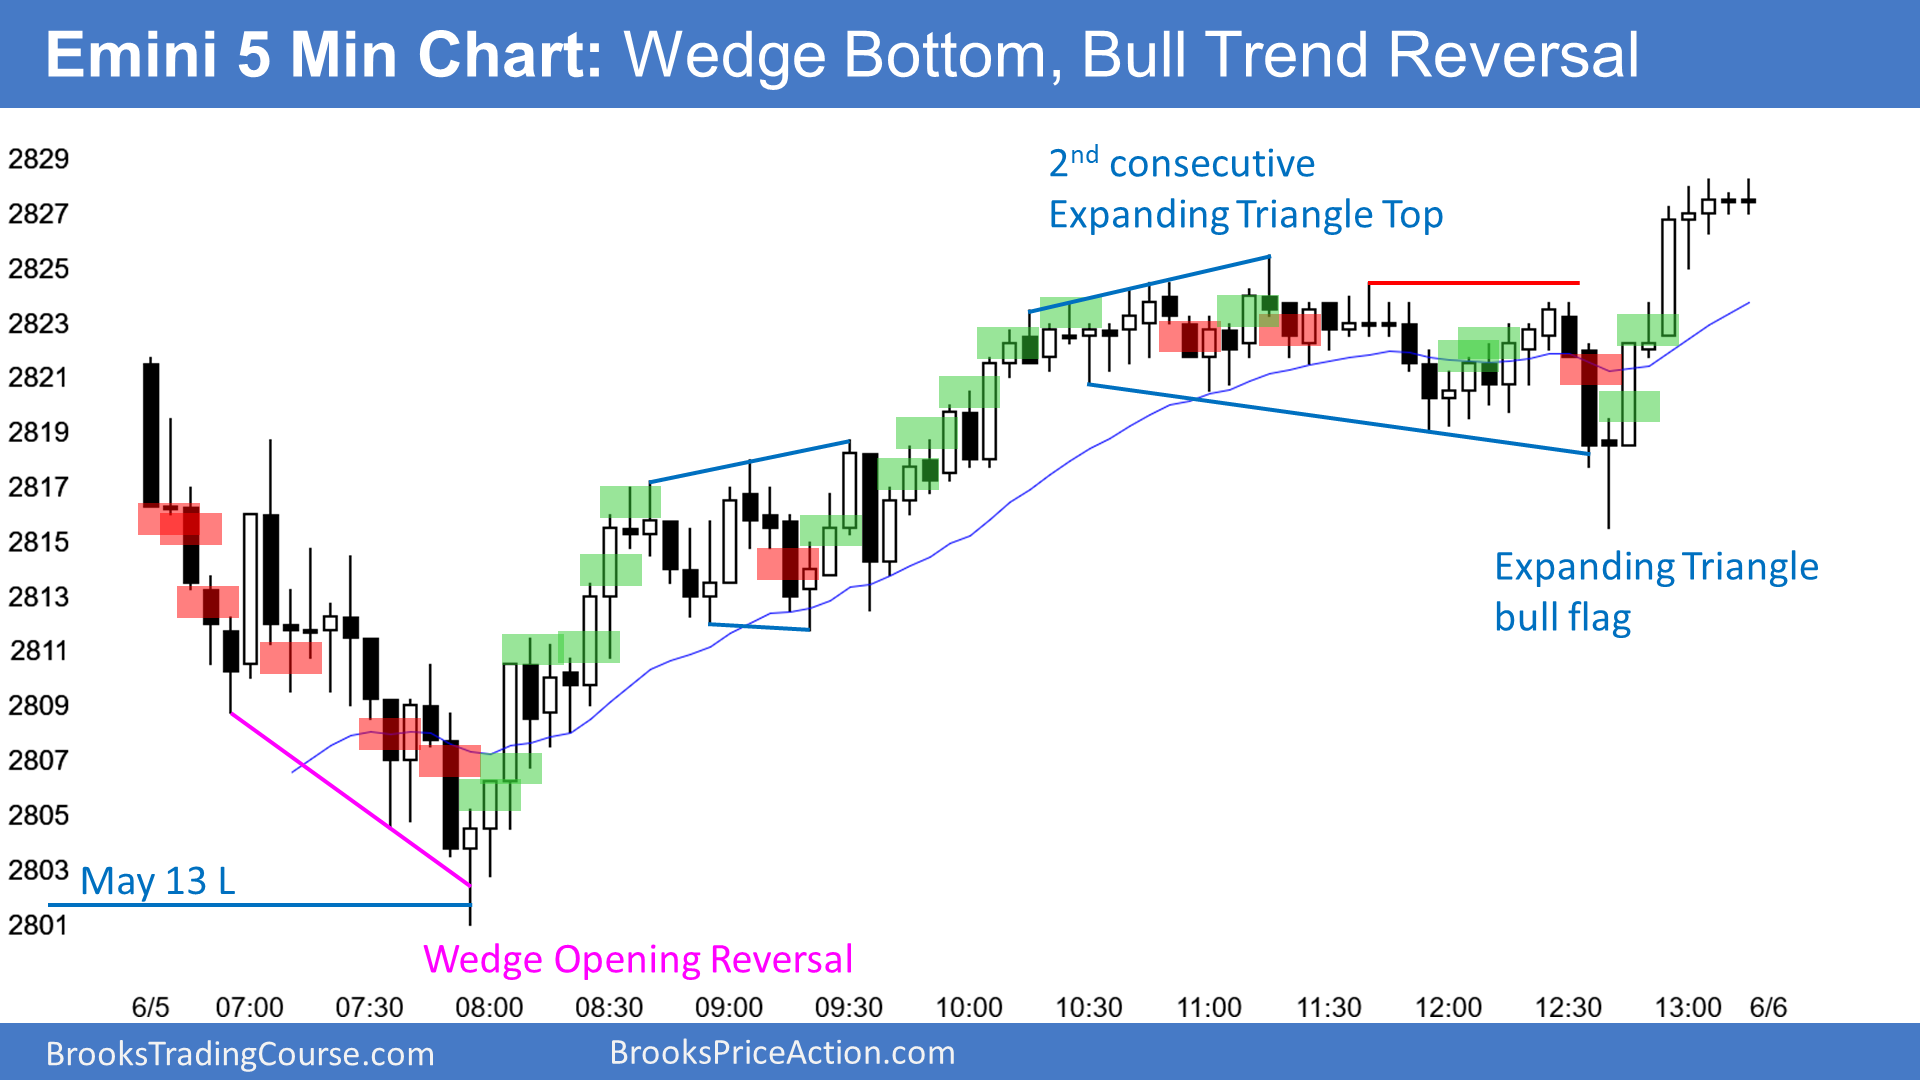 Emini 5 Min Chart: Wedge Bottom, Bull Trend Reversal
2nd consecutive
Expanding Triangle Top
2829
2827
2825
2823
2821
2819
2817
2815
2813
2811
2809
2807
2805
2803
2801
Expanding Triangle
bull flag
May 13 L
Wedge Opening Reversal
6/5 07:00 07:30 08:00 08:30 09:00 09:30 10:00 10:30 11:00 11:30 12:00 12:30 13:00 6/6
BrooksTradingCourse.com BrooksPriceAction.com